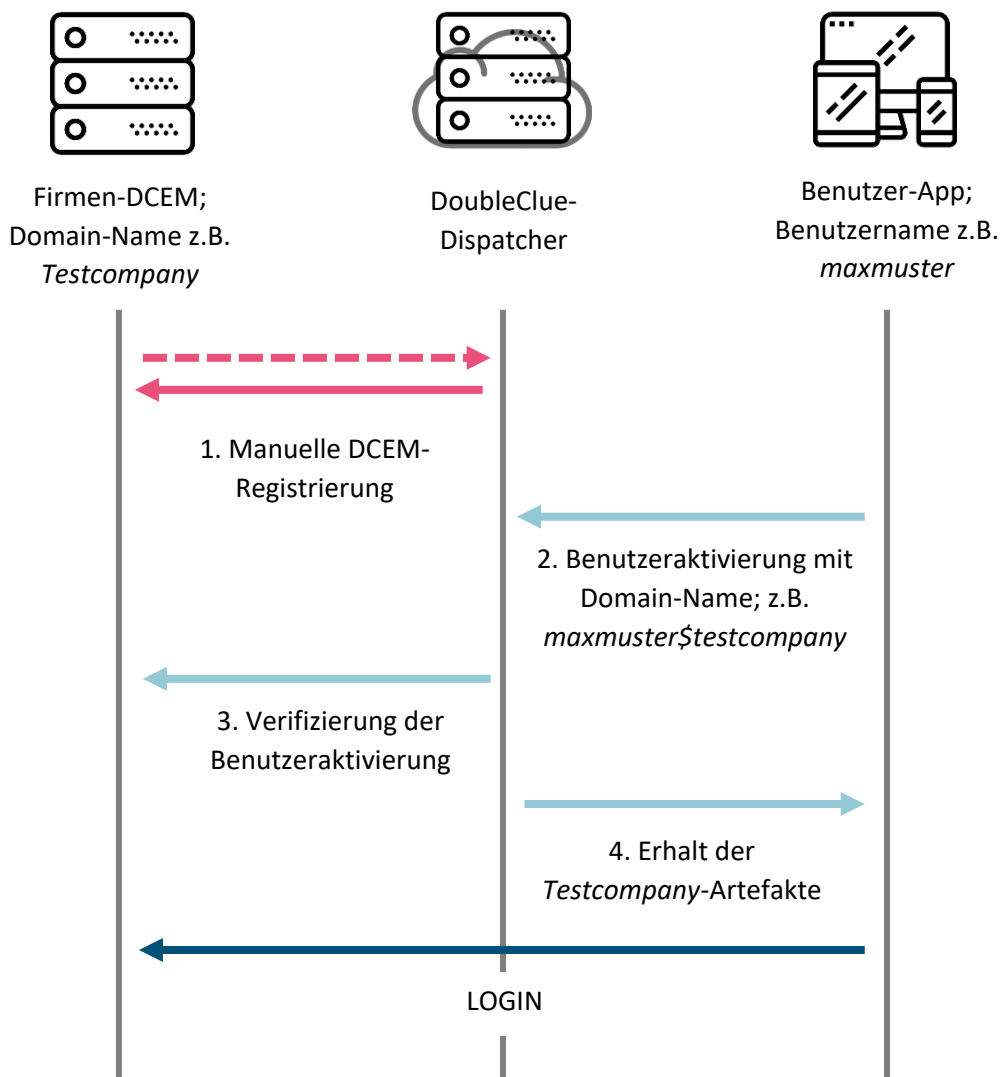 Firmen-DCEM;
Domain-Name z.B.
Testcompany
DoubleClue-
Dispatcher
Benutzer-App;
Benutzername z.B.
maxmuster
1. Manuelle DCEM-
Registrierung
2. Benutzeraktivierung mit
Domain-Name; z.B.
maxmuster$testcompany
3. Verifizierung der
Benutzeraktivierung
4. Erhalt der
Testcompany-Artefakte
LOGIN